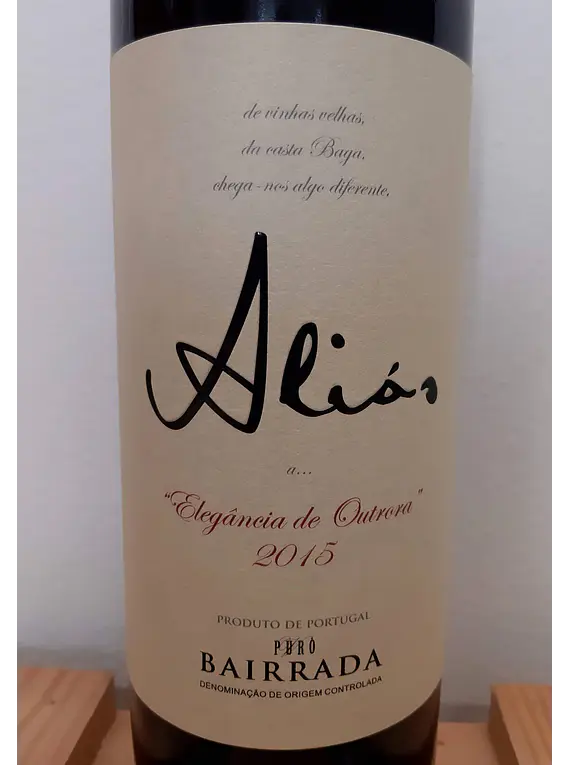 de vinhas velhas,
da casta Baga,
chega-nos algo diferente.
Aliás
a...
"Elegância de Outrora"
2015
PRODUTO DE PORTUGAL
PURO
BAIRRADA
DENOMINAÇÃO DE ORIGEM CONTROLADA